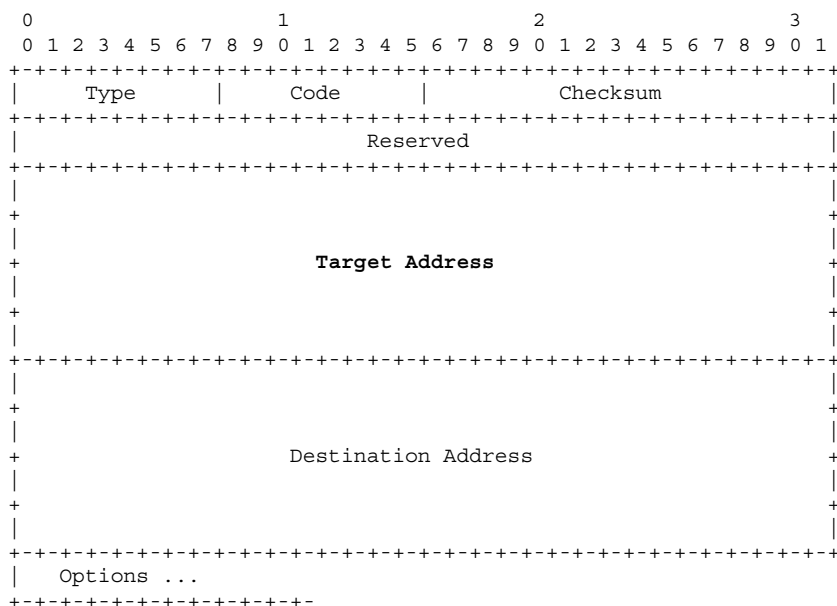 0                   1                   2                   3
0 1 2 3 4 5 6 7 8 9 0 1 2 3 4 5 6 7 8 9 0 1 2 3 4 5 6 7 8 9 0 1
+-+-+-+-+-+-+-+-+-+-+-+-+-+-+-+-+-+-+-+-+-+-+-+-+-+-+-+-+-+-+-+-+
|     Type      |     Code      |          Checksum             |
+-+-+-+-+-+-+-+-+-+-+-+-+-+-+-+-+-+-+-+-+-+-+-+-+-+-+-+-+-+-+-+-+
|                           Reserved                            |
+-+-+-+-+-+-+-+-+-+-+-+-+-+-+-+-+-+-+-+-+-+-+-+-+-+-+-+-+-+-+-+-+
|                                                               |
+                                                               +
|                                                               |
+                       Target Address                          +
|                                                               |
+                                                               +
|                                                               |
+-+-+-+-+-+-+-+-+-+-+-+-+-+-+-+-+-+-+-+-+-+-+-+-+-+-+-+-+-+-+-+-+
|                                                               |
+                                                               +
|                                                               |
+                     Destination Address                       +
|                                                               |
+                                                               +
|                                                               |
+-+-+-+-+-+-+-+-+-+-+-+-+-+-+-+-+-+-+-+-+-+-+-+-+-+-+-+-+-+-+-+-+
|   Options ...
+-+-+-+-+-+-+-+-+-+-+-+-